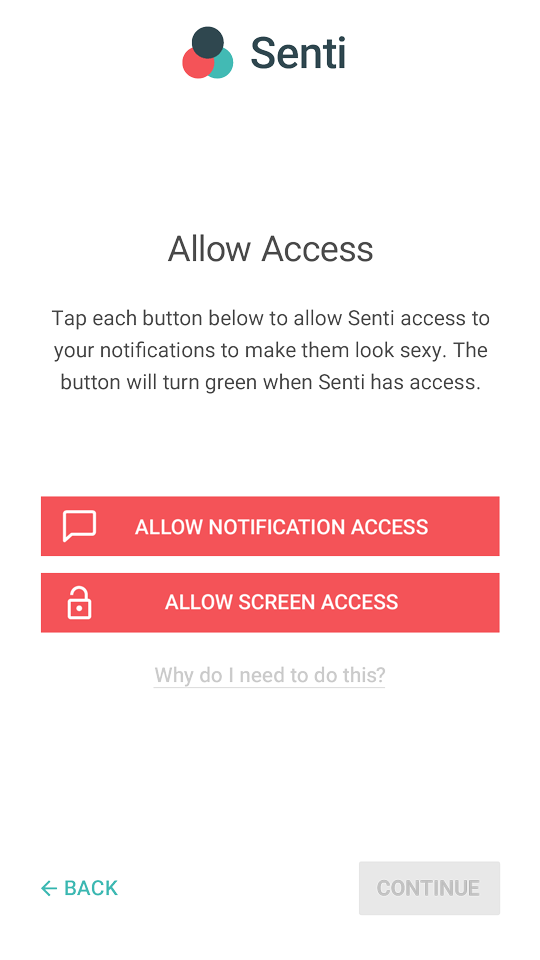 Senti
Allow Access
Tap each button below to allow Senti access to
your notifications to make them look sexy. The
button will turn green when Senti has access.
ALLOW NOTIFICATION ACCESS
ALLOW SCREEN ACCESS
Why do I need to do this?
BACK
CONTINUE